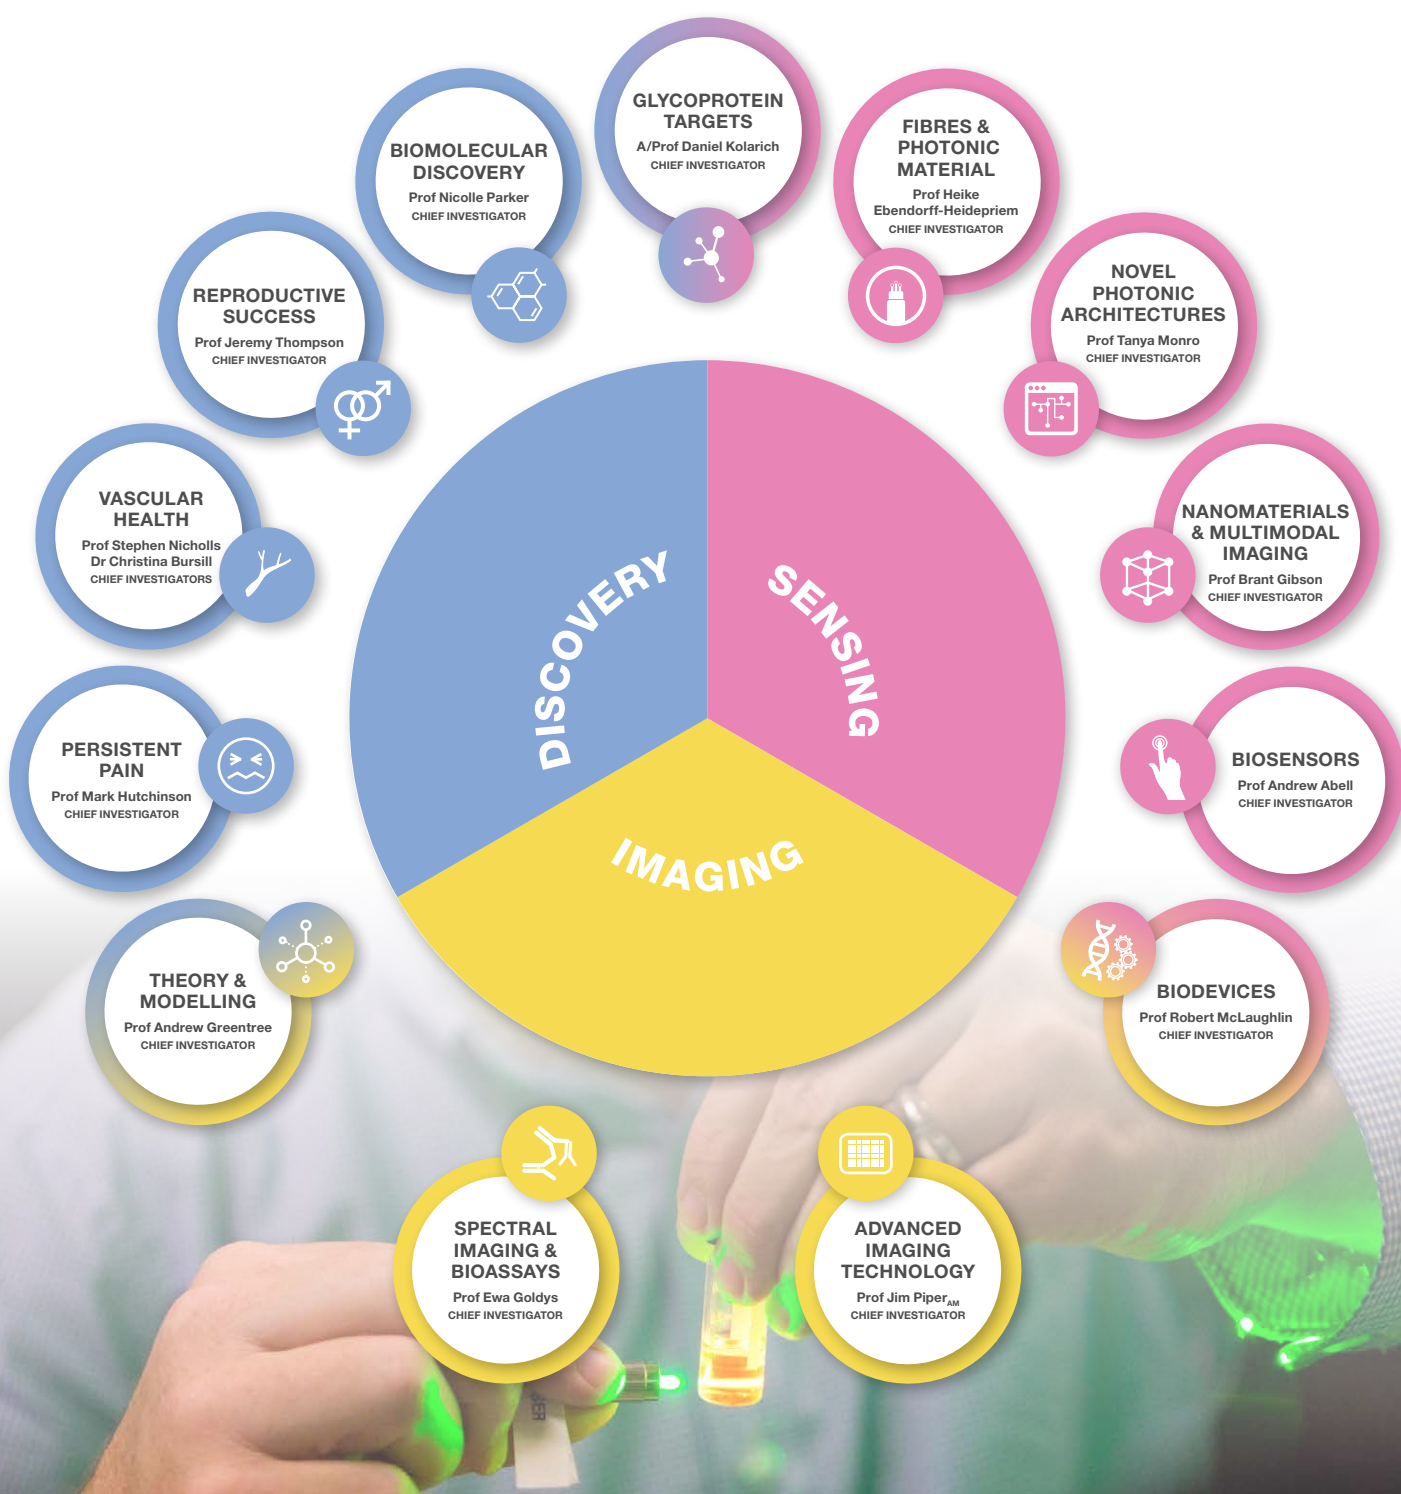 GLYCOPROTEIN
TARGETS
A/Prof Daniel Kolarich
CHIEF INVESTIGATOR
BIOMOLECULAR
DISCOVERY
Prof Nicolle Parker
CHIEF INVESTIGATOR
FIBRES &
PHOTONIC
MATERIAL
Prof Heike
Ebendorff-Heidepriem
CHIEF INVESTIGATOR
REPRODUCTIVE
SUCCESS
Prof Jeremy Thompson
CHIEF INVESTIGATOR
NOVEL
PHOTONIC
ARCHITECTURES
Prof Tanya Monro
CHIEF INVESTIGATOR
VASCULAR
HEALTH
Prof Stephen Nicholls
Dr Christina Bursill
CHIEF INVESTIGATORS
NANOMATERIALS
& MULTIMODAL
IMAGING
Prof Brant Gibson
CHIEF INVESTIGATOR
DISCOVERY
SENSING
IMAGING
PERSISTENT
PAIN
Prof Mark Hutchinson
CHIEF INVESTIGATOR
BIOSENSORS
Prof Andrew Abell
CHIEF INVESTIGATOR
THEORY &
MODELLING
Prof Andrew Greentree
CHIEF INVESTIGATOR
BIODEVICES
Prof Robert McLaughlin
CHIEF INVESTIGATOR
SPECTRAL
IMAGING &
BIOASSAYS
Prof Ewa Goldys
CHIEF INVESTIGATOR
ADVANCED
IMAGING
TECHNOLOGY
Prof Jim Piper AM
CHIEF INVESTIGATOR